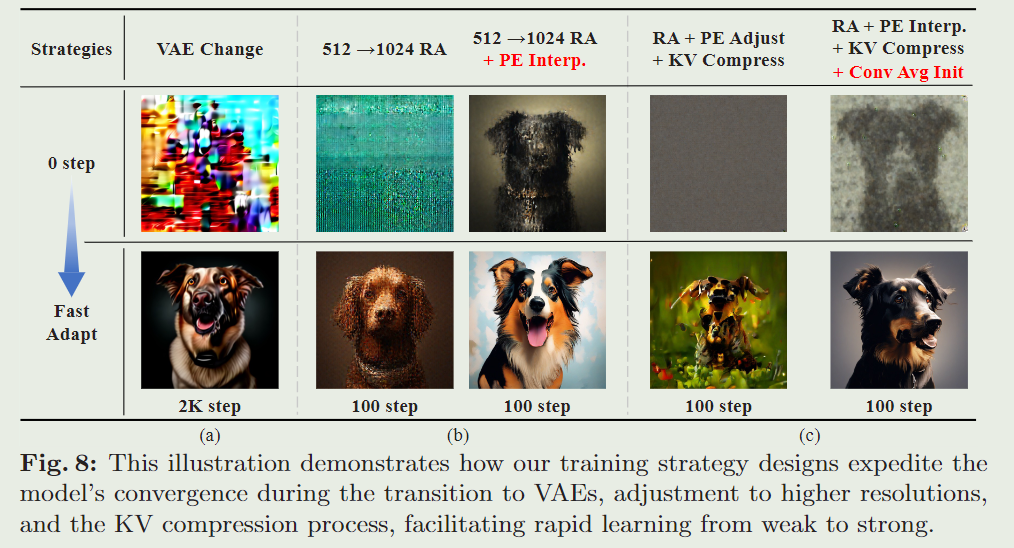 Strategies
VAE Change
512 →1024 RA
512 →1024 RA
+ PE Interp.
RA + PE Adjust
+ KV Compress
RA + PE Interp.
+ KV Compress
+ Conv Avg Init
0 step
Fast
Adapt
2K step
100 step
100 step
100 step
100 step
(a)
(b)
(c)
Fig. 8: This illustration demonstrates how our training strategy designs expedite the
model’s convergence during the transition to VAEs, adjustment to higher resolutions,
and the KV compression process, facilitating rapid learning from weak to strong.